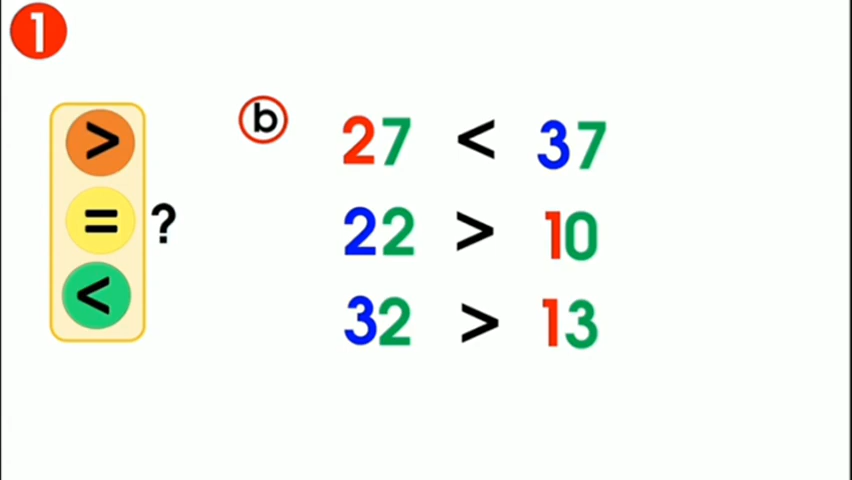 1
>
= ?
<
b 27 < 37
22 > 10
32 > 13